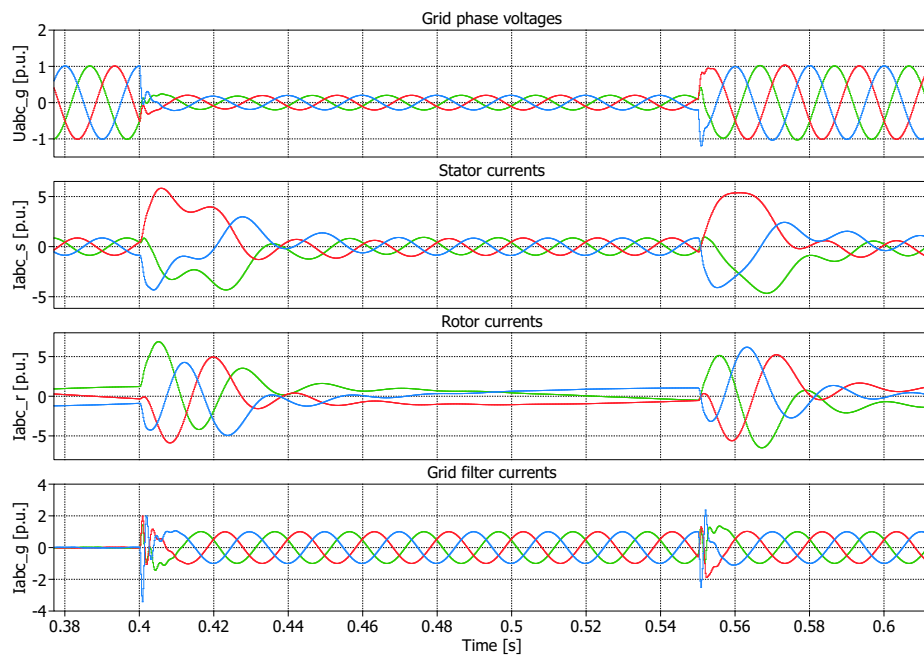 Grid phase voltages
Uabc_g [p.u.]
2
1
0
-1
Stator currents
Iabc_s [p.u.]
5
0
-5
Rotor currents
Iabc_r [p.u.]
5
0
-5
Grid filter currents
Iabc_g [p.u.]
4
2
0
-2
-4
0.38 0.4 0.42 0.44 0.46 0.48 0.5 0.52 0.54 0.56 0.58 0.6
Time [s]